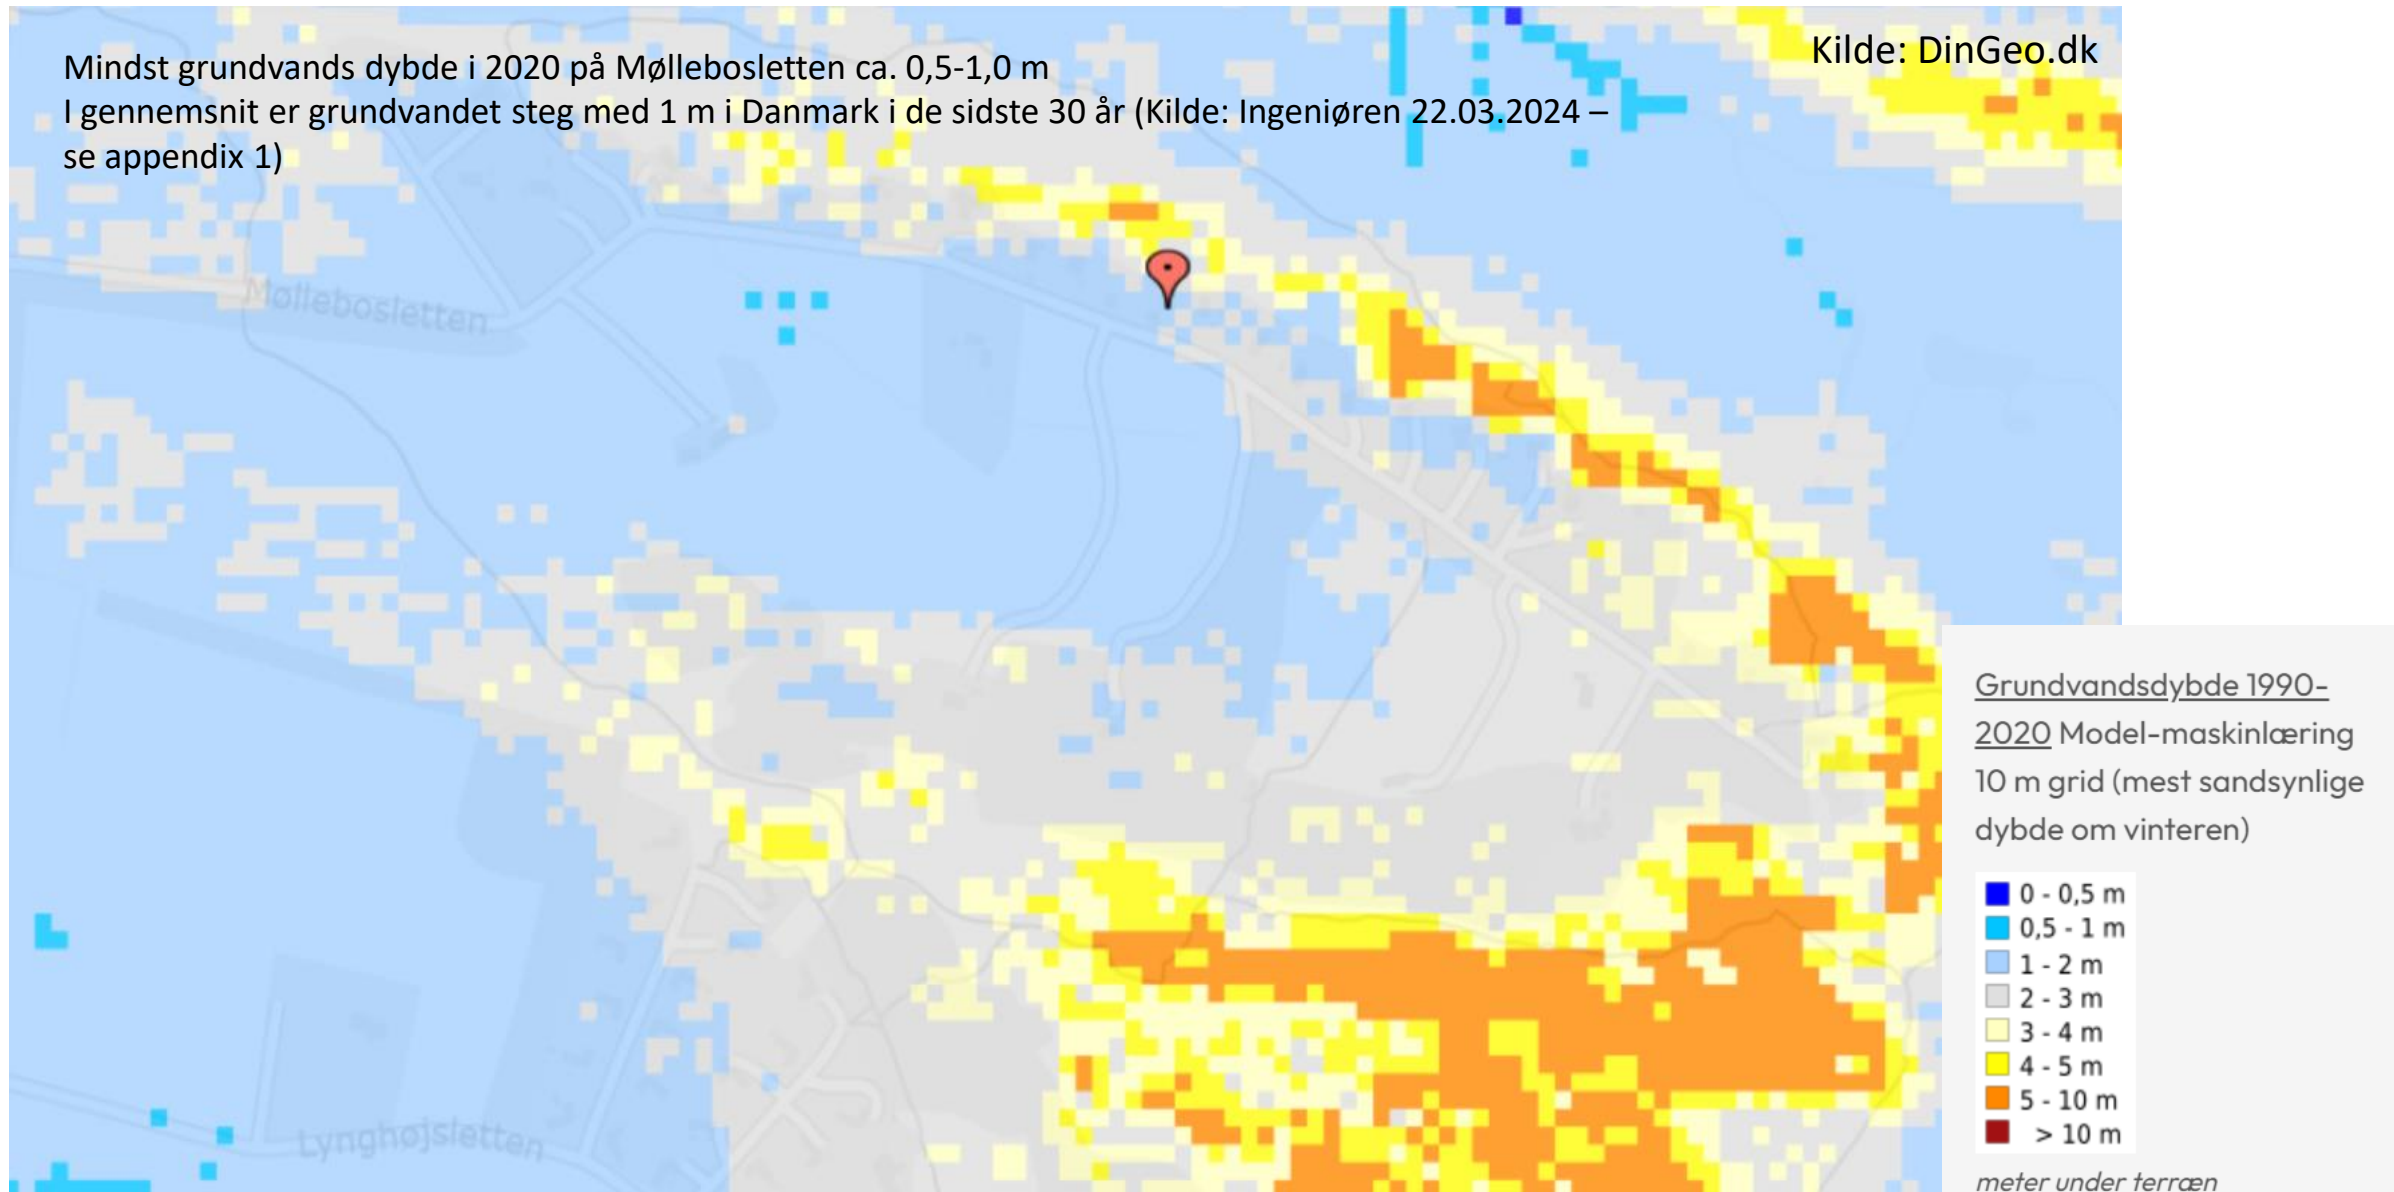 Mindst grundvands dybde i 2020 på Møllebosletten ca. 0,5-1,0 m
I gennemsnit er grundvandet steg med 1 m i Danmark i de sidste 30 år (Kilde: Ingeniøren 22.03.2024 –
se appendix 1)
Kilde: DinGeo.dk
Møllebosletten
Lynghøjsletten
Grundvandsdybde 1990-
2020 Model-maskinlæring
10 m grid (mest sandsynlige
dybde om vinteren)
0 - 0,5 m
0,5 - 1 m
1 - 2 m
2 - 3 m
3 - 4 m
4 - 5 m
5 - 10 m
> 10 m
meter under terræn